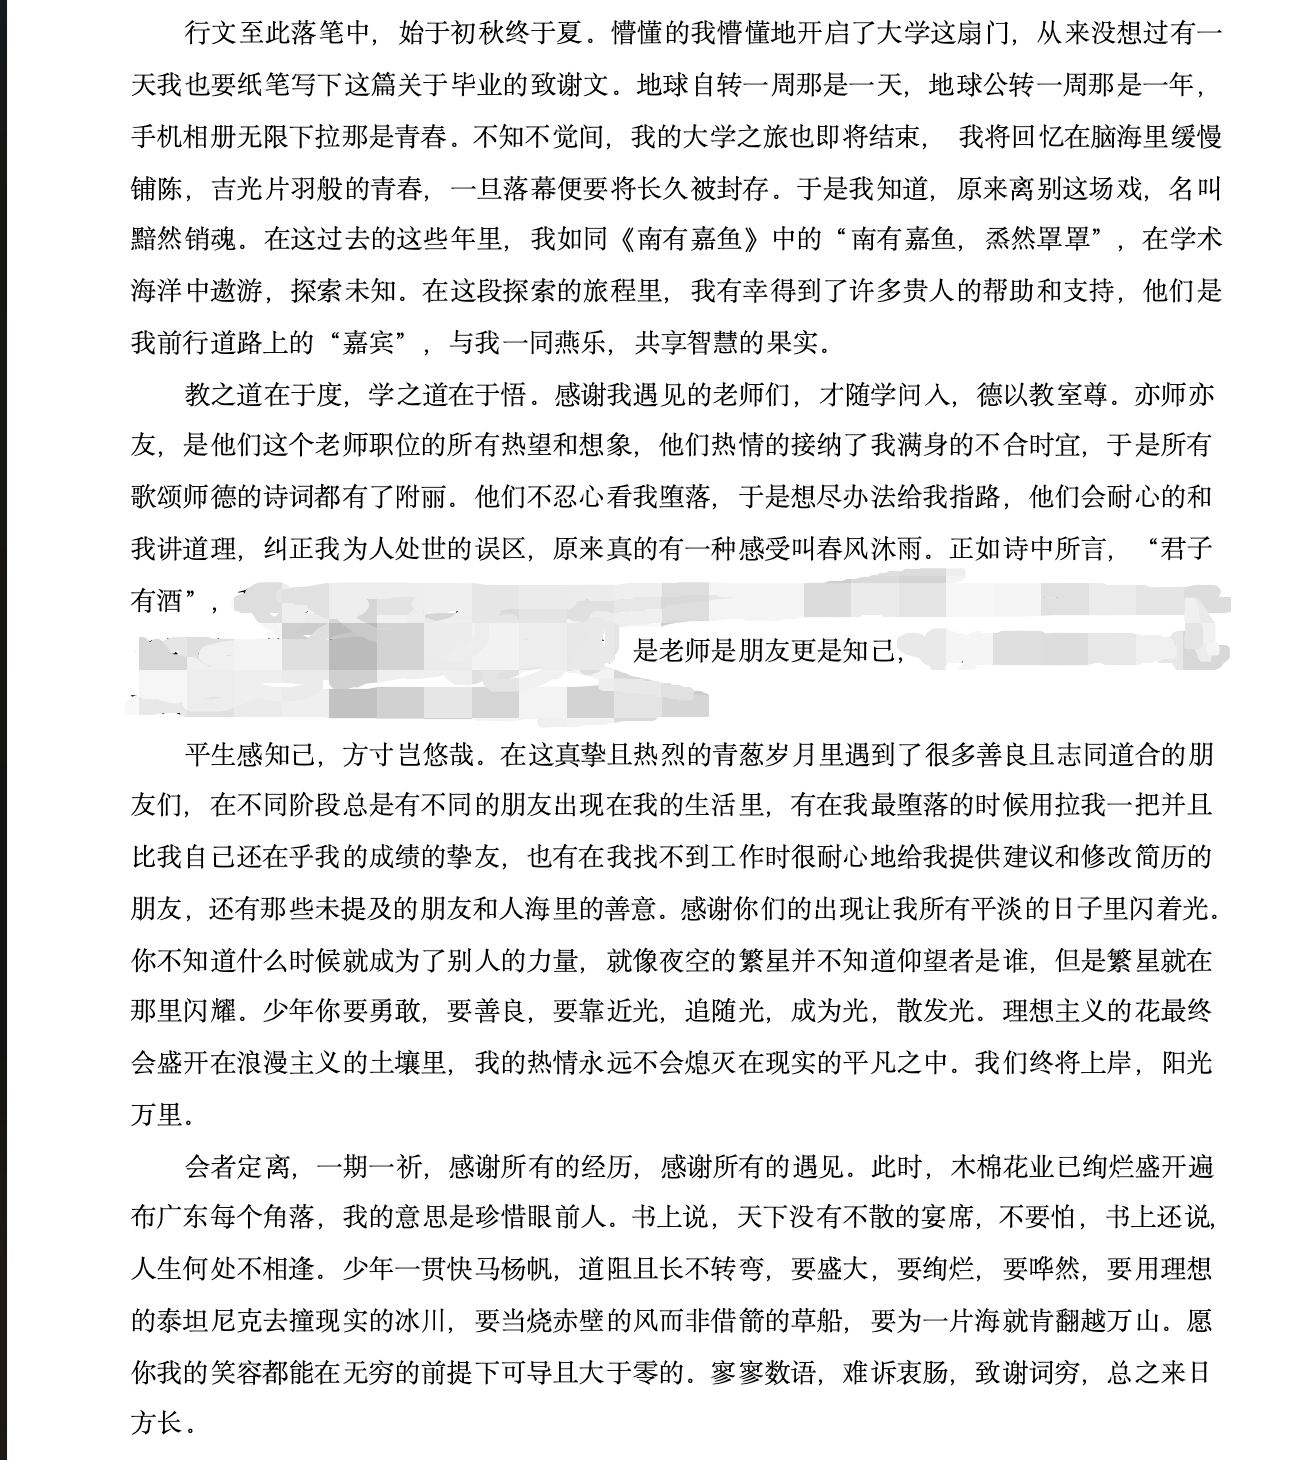 行文至此落笔中，始于初秋终于夏。懵懂的我懵懂地开启了大学这扇门，从来没想过有一
天我也要纸笔写下这篇关于毕业的致谢文。地球自转一周那是一天，地球公转一周那是一年，
手机相册无限下拉那是青春。不知不觉间，我的大学之旅也即将结束， 我将回忆在脑海里缓慢
铺陈，吉光片羽般的青春，一旦落幕便要将长久被封存。于是我知道，原来离别这场戏，名叫
黯然销魂。在这过去的这些年里，我如同《南有嘉鱼》中的“南有嘉鱼，烝然罩罩”，在学术
海洋中遨游，探索未知。在这段探索的旅程里，我有幸得到了许多贵人的帮助和支持，他们是
我前行道路上的“嘉宾”，与我一同燕乐，共享智慧的果实。
教之道在于度，学之道在于悟。感谢我遇见的老师们，才随学问入，德以教室尊。亦师亦
友，是他们这个老师职位的所有热望和想象，他们热情的接纳了我满身的不合时宜，于是所有
歌颂师德的诗词都有了附丽。他们不忍心看我堕落，于是想尽办法给我指路，他们会耐心的和
我讲道理，纠正我为人处世的误区，原来真的有一种感受叫春风沐雨。正如诗中所言，“君子
有酒”，
是老师是朋友更是知己，
平生感知己，方寸岂悠哉。在这真挚且热烈的青葱岁月里遇到了很多善良且志同道合的朋
友们，在不同阶段总是有不同的朋友出现在我的生活里，有在我最堕落的时候用拉我一把并且
比我自己还在乎我的成绩的挚友，也有在我找不到工作时很耐心地给我提供建议和修改简历的
朋友，还有那些未提及的朋友和人海里的善意。感谢你们的出现让我所有平淡的日子里闪着光。
你不知道什么时候就成为了别人的力量，就像夜空的繁星并不知道仰望者是谁，但是繁星就在
那里闪耀。少年你要勇敢，要善良，要靠近光，追随光，成为光，散发光。理想主义的花最终
会盛开在浪漫主义的土壤里，我的热情永远不会熄灭在现实的平凡之中。我们终将上岸，阳光
万里。
会者定离，一期一祈，感谢所有的经历，感谢所有的遇见。此时，木棉花业已绚烂盛开遍
布广东每个角落，我的意思是珍惜眼前人。书上说，天下没有不散的宴席，不要怕，书上还说，
人生何处不相逢。少年一贯快马杨帆，道阻且长不转弯，要盛大，要绚烂，要哗然，要用理想
的泰坦尼克去撞现实的冰川，要当烧赤壁的风而非借箭的草船，要为一片海就肯翻越万山。愿
你我的笑容都能在无穷的前提下可导且大于零的。寥寥数语，难诉衷肠，致谢词穷，总之来日
方长。